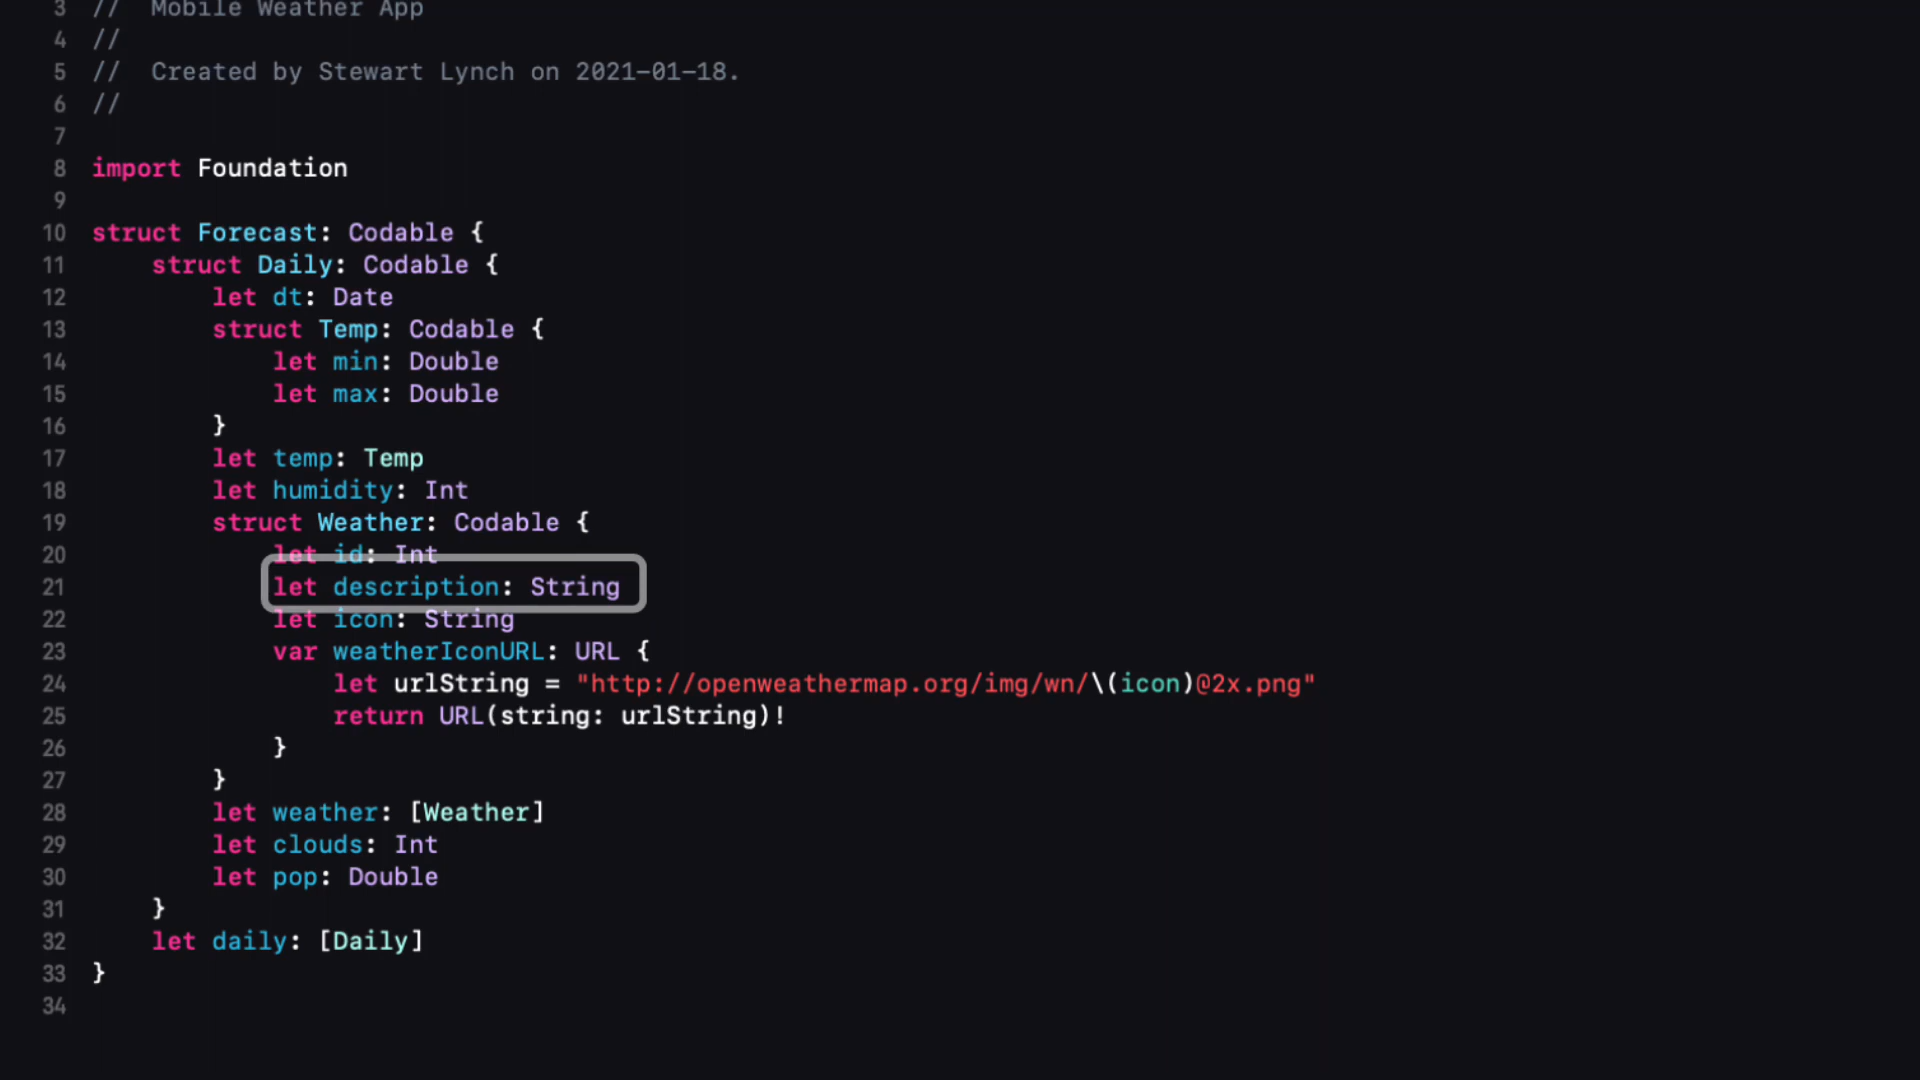 3 //  Mobile Weather App
4 //
5 //  Created by Stewart Lynch on 2021-01-18.
6 //
7
8 import Foundation
9
10 struct Forecast: Codable {
11     struct Daily: Codable {
12         let dt: Date
13         struct Temp: Codable {
14             let min: Double
15             let max: Double
16         }
17         let temp: Temp
18         let humidity: Int
19         struct Weather: Codable {
20             let id: Int
21             let description: String
22             let icon: String
23             var weatherIconURL: URL {
24                 let urlString = "http://openweathermap.org/img/wn/\(icon)@2x.png"
25                 return URL(string: urlString)!
26             }
27         }
28         let weather: [Weather]
29         let clouds: Int
30         let pop: Double
31     }
32     let daily: [Daily]
33 }
34